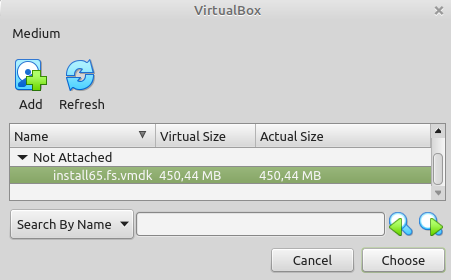 VirtualBox
Medium
Add Refresh
Name Virtual Size Actual Size
Not Attached
install65.fs.vmdk 450,44 MB 450,44 MB
Search By Name
Cancel Choose